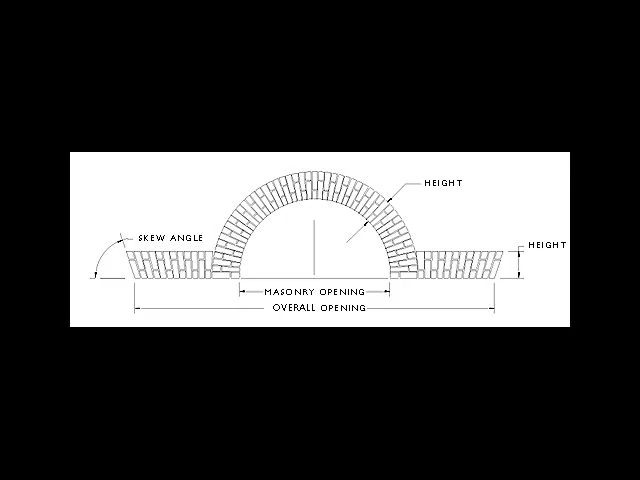 HEIGHT
SKEW ANGLE
HEIGHT
MASONRY OPENING
OVERALL OPENING